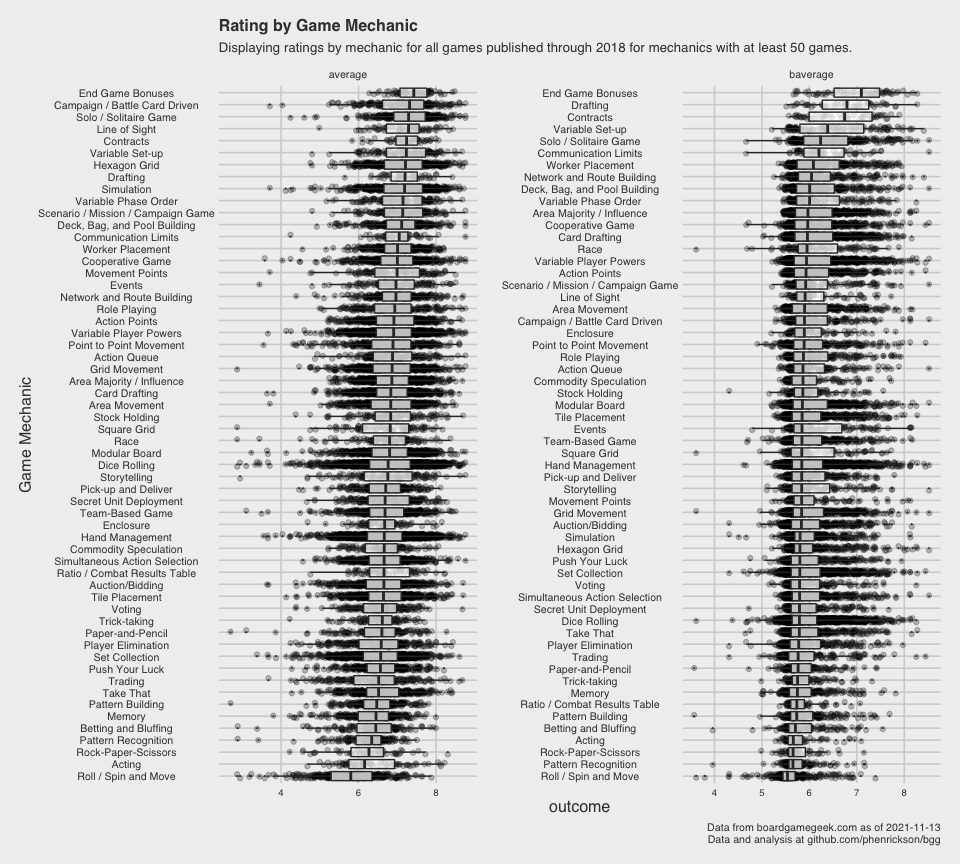 Rating by Game Mechanic
Displaying ratings by mechanic for all games published through 2018 for mechanics with at least 50 games.
average
End Game Bonuses
Campaign / Battle Card Driven
Solo / Solitaire Game
Line of Sight
Contracts
Variable Set-up
Hexagon Grid
Drafting
Simulation
Variable Phase Order
Scenario / Mission / Campaign Game
Deck, Bag, and Pool Building
Communication Limits
Worker Placement
Cooperative Game
Movement Points
Events
Network and Route Building
Role Playing
Action Points
Variable Player Powers
Point to Point Movement
Action Queue
Grid Movement
Area Majority / Influence
Card Drafting
Area Movement
Stock Holding
Square Grid
Race
Modular Board
Dice Rolling
Storytelling
Pick-up and Deliver
Secret Unit Deployment
Team-Based Game
Enclosure
Hand Management
Commodity Speculation
Simultaneous Action Selection
Ratio / Combat Results Table
Auction/Bidding
Tile Placement
Voting
Trick-taking
Paper-and-Pencil
Player Elimination
Set Collection
Push Your Luck
Trading
Take That
Pattern Building
Memory
Betting and Bluffing
Pattern Recognition
Rock-Paper-Scissors
Acting
Roll / Spin and Move
4 6 8
baverage
End Game Bonuses
Drafting
Contracts
Variable Set-up
Solo / Solitaire Game
Communication Limits
Worker Placement
Network and Route Building
Deck, Bag, and Pool Building
Variable Phase Order
Area Majority / Influence
Cooperative Game
Card Drafting
Race
Variable Player Powers
Action Points
Scenario / Mission / Campaign Game
Line of Sight
Area Movement
Campaign / Battle Card Driven
Enclosure
Point to Point Movement
Role Playing
Action Queue
Commodity Speculation
Stock Holding
Modular Board
Tile Placement
Events
Team-Based Game
Square Grid
Hand Management
Pick-up and Deliver
Storytelling
Movement Points
Grid Movement
Auction/Bidding
Simulation
Hexagon Grid
Push Your Luck
Set Collection
Voting
Simultaneous Action Selection
Secret Unit Deployment
Dice Rolling
Take That
Player Elimination
Trading
Paper-and-Pencil
Trick-taking
Memory
Ratio / Combat Results Table
Pattern Building
Betting and Bluffing
Acting
Rock-Paper-Scissors
Pattern Recognition
Roll / Spin and Move
4 5 6 7 8
Game Mechanic
outcome
Data from boardgamegeek.com as of 2021-11-13
Data and analysis at github.com/phenrickson/bgg